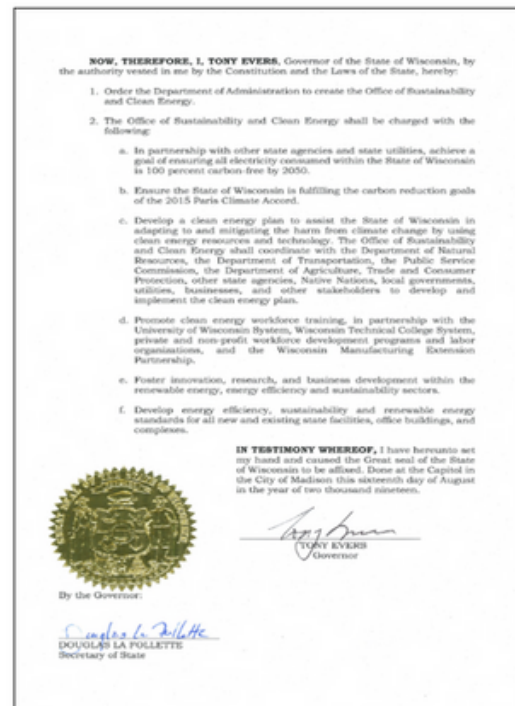 NOW, THEREFORE, I, TONY EVERS, Governor of the State of Wisconsin, by
the authority vested in me by the Constitution and the Laws of the State, hereby:
1. Order the Department of Administration to create the Office of Sustainability
and Clean Energy.
2. The Office of Sustainability and Clean Energy shall be charged with the
following:
a. In partnership with other state agencies and state utilities, achieve a
goal of ensuring all electricity consumed within the State of Wisconsin
is 100 percent carbon-free by 2050.
b. Ensure the State of Wisconsin is fulfilling the carbon reduction goals
of the 2015 Paris Climate Accord.
c. Develop a clean energy plan to assist the State of Wisconsin in
adapting to and mitigating the harm from climate change by using
clean energy resources and technology. The Office of Sustainability
and Clean Energy shall coordinate with the Department of Natural
Resources, the Department of Transportation, the Public Service
Commission, the Department of Agriculture, Trade and Consumer
Protection, other state agencies, Native Nations, local governments,
utilities, businesses, and other stakeholders to develop and
implement the clean energy plan.
d. Promote clean energy workforce training, in partnership with the
University of Wisconsin System, Wisconsin Technical College System,
private and non-profit workforce development programs and labor
organizations, and the Wisconsin Manufacturing Extension
Partnership.
e. Foster innovation, research, and business development within the
renewable energy, energy efficiency and sustainability sectors.
f. Develop energy efficiency, sustainability and renewable energy
standards for all new and existing state facilities, office buildings, and
complexes.
IN TESTIMONY WHEREOF, I have hereunto set
my hand and caused the Great seal of the State
of Wisconsin to be affixed. Done at the Capitol in
the City of Madison this sixteenth day of August
in the year of two thousand nineteen.
Tony Evers
TONY EVERS
Governor
By the Governor:
Douglas La Follette
DOUGLAS LA FOLLETTE
Secretary of State